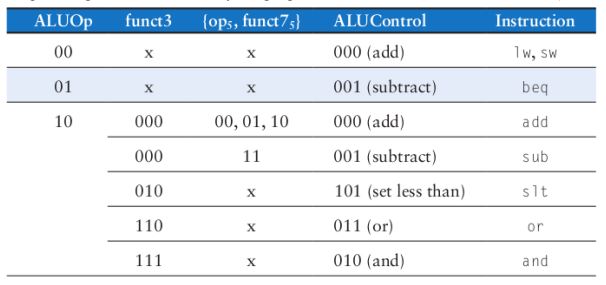 ALUOp funct3 {op5, funct75} ALUControl Instruction
00 x x 000 (add) lw, sw
01 x x 001 (subtract) beq
10 000 00, 01, 10 000 (add) add
000 11 001 (subtract) sub
010 x 101 (set less than) slt
110 x 011 (or) or
111 x 010 (and) and